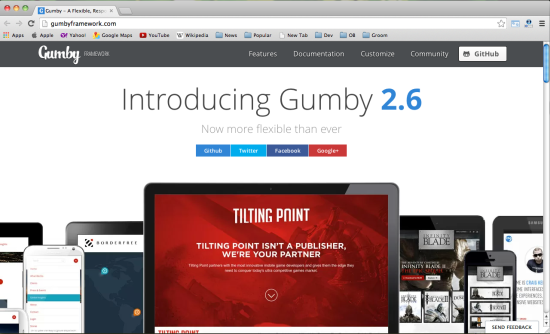 Gumby – A Flexible, Respo
gumbyframework.com
Apps Apple Yahoo! Google Maps YouTube Wikipedia News Popular New Tab Dev OB Groom
Gumby FRAMEWORK Features Documentation Customize Community GitHub
Introducing Gumby 2.6
Now more flexible than ever
Github Twitter Facebook Google+
TILTING POINT
TILTING POINT ISN'T A PUBLISHER,
WE'RE YOUR PARTNER
Tilting Point partners with the most innovative mobile game developers and gives them the edge they
need to conquer today's ultra competitive games market.
BORDERFREE
INFINITY
BLADE
INFINITY
BLADE
SEND FEEDBACK